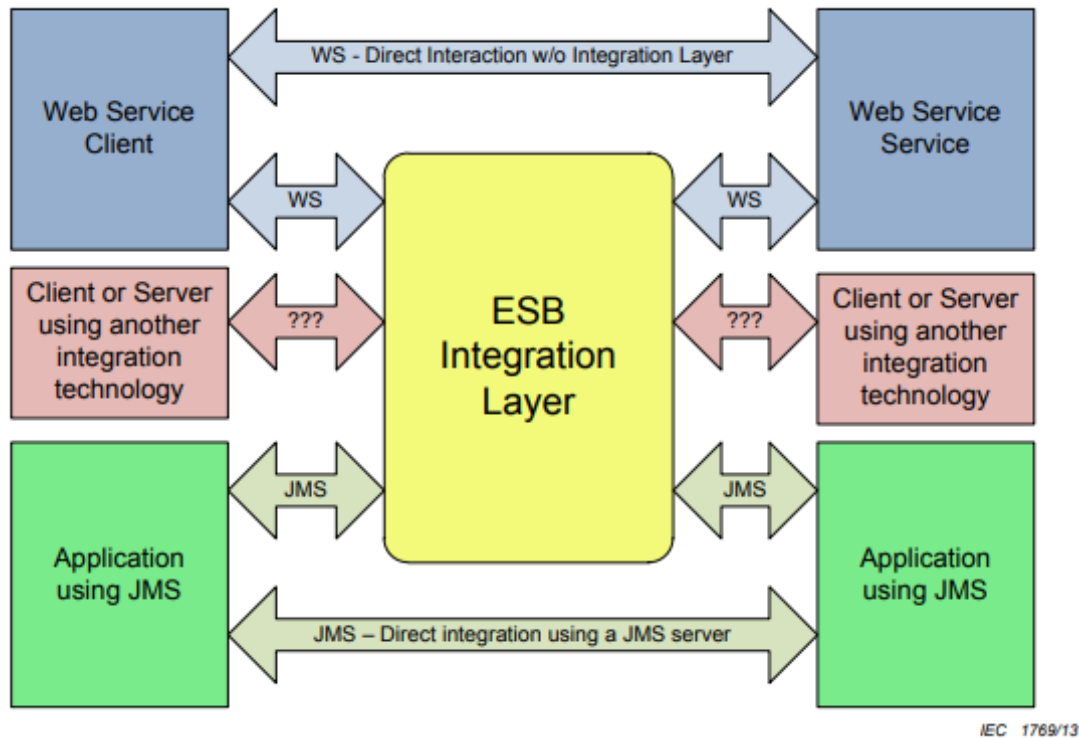 WS - Direct Interaction w/o Integration Layer
Web Service
Client
Web Service
Service
WS
WS
Client or Server
using another
integration
technology
???
ESB
Integration
Layer
???
Client or Server
using another
integration
technology
JMS
JMS
Application
using JMS
Application
using JMS
JMS – Direct integration using a JMS server
IEC 1769/13